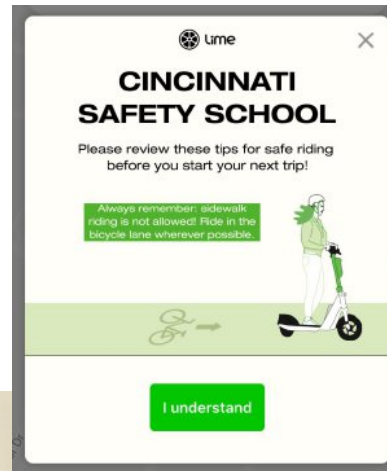 Lime
CINCINNATI
SAFETY SCHOOL
Please review these tips for safe riding
before you start your next trip!
Always remember: sidewalk
riding is not allowed! Ride in the
bicycle lane wherever possible.
I understand